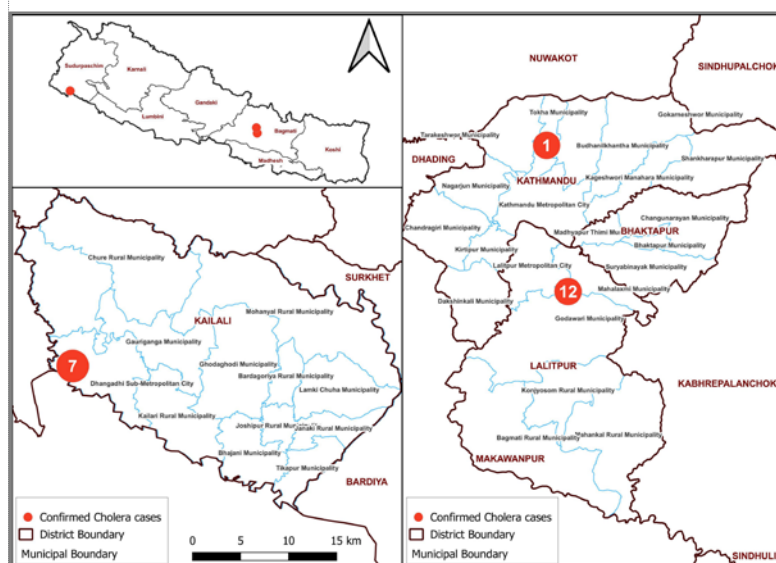 Sudurpaschim
Karnali
Gandaki
Lumbini
Bagmati
Koshi
Madhesh
Chure Rural Municipality
SURKHET
Mohanyal Rural Municipality
KAILALI
Gauriganga Municipality
7
Ghodaghodi Municipality
Bardagoriya Rural Municipality
Dhangadhi Sub-Metropolitan City
Lamki Chuha Municipality
Kailari Rural Municipality
Joshipur Rural Municipality
Janaki Rural Municipality
Bhajani Municipality
Tikapur Municipality
BARDIYA
Confirmed Cholera cases
District Boundary
Municipal Boundary
0 5 10 15 km
NUWAKOT
SINDHUPALCHOK
Tokha Municipality
Gokarneshwor Municipality
Tarakeshwor Municipality
1
Budhanilkhantha Municipality
DHADING
Shankharapur Municipality
KATHMANDU
Kageshwori Manahara Municipality
Nagarjun Municipality
Kathmandu Metropolitan City
Changunarayan Municipality
Chandragiri Municipality
Madhyapur Thimi Mu
BHAKTAPUR
Kirtipur Municipality
Bhaktapur Municipality
Lalitpur Metropolitan City
Suryabinayak Municipality
12
Mahalaxmi Municipality
Dakshinkali Municipality
Godawari Municipality
LALITPUR
KABHREPALANCHOK
Konjyosom Rural Municipality
Bagmati Rural Municipality
Mahankal Rural Municipality
MAKAWANPUR
Confirmed Cholera cases
District Boundary
Municipal Boundary
SINDHULI